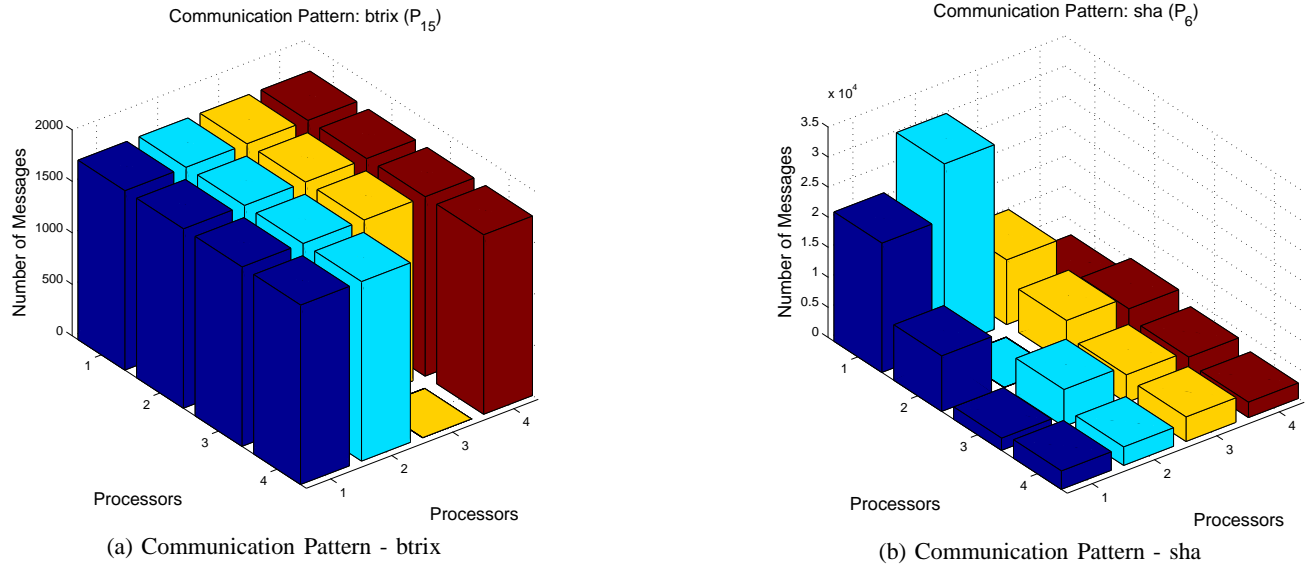 Communication Pattern: btrix (P15)
2000
1500
1000
500
0
Number of Messages
1
2
3
4
Processors
1
2
3
4
Processors
(a) Communication Pattern - btrix
Communication Pattern: sha (P6)
x 10^4
3.5
3
2.5
2
1.5
1
0.5
0
Number of Messages
1
2
3
4
Processors
1
2
3
4
Processors
(b) Communication Pattern - sha